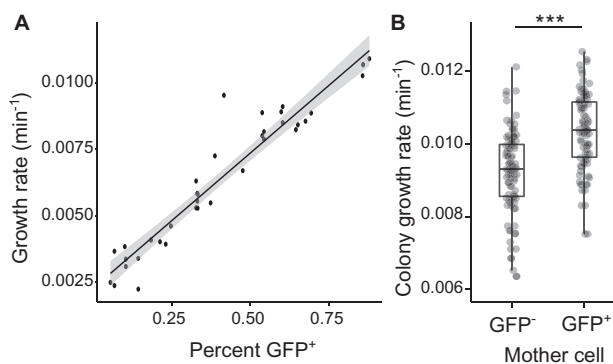 A
Growth rate (min⁻¹)
0.0100
0.0075
0.0050
0.0025
0.25
0.50
0.75
Percent GFP⁺
B
***
Colony growth rate (min⁻¹)
0.012
0.010
0.008
0.006
GFP⁻
GFP⁺
Mother cell